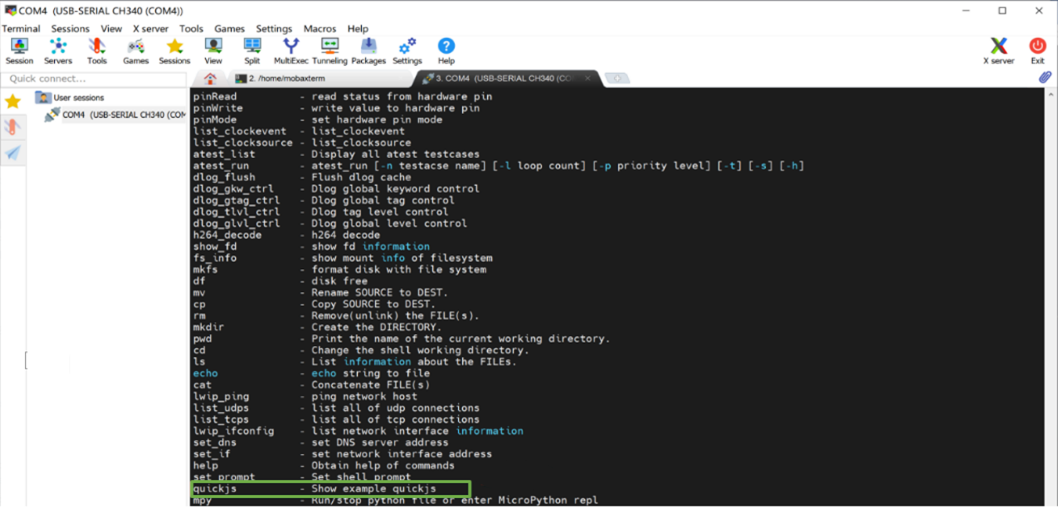 COM4 (USB-SERIAL CH340 (COM4))
Terminal Sessions View X server Tools Games Settings Macros Help
Session Servers Tools Games Sessions View Split MultiExec Tunneling Packages Settings Help X server Exit
Quick connect...
2. /home/mobaxterm
3. COM4 (USB-SERIAL CH340 (CO
User sessions
COM4 (USB-SERIAL CH340 (COM
pinRead - read status from hardware pin
pinWrite - write value to hardware pin
pinMode - set hardware pin mode
list_clockevent - list_clockevent
list_clocksource - list_clocksource
atest_list - Display all atest testcases
atest_run - atest_run [-n testacse name] [-l loop count] [-p priority level] [-t] [-s] [-h]
dlog_flush - Flush dlog cache
dlog_gkw_ctrl - Dlog global keyword control
dlog_gtag_ctrl - Dlog global tag control
dlog_tlvl_ctrl - Dlog tag level control
dlog_glvl_ctrl - Dlog global level control
h264_decode - h264 decode
show_fd - show fd information
fs_info - show mount info of filesystem
mkfs - format disk with file system
df - disk free
mv - Rename SOURCE to DEST.
cp - Copy SOURCE to DEST.
rm - Remove(unlink) the FILE(s).
mkdir - Create the DIRECTORY.
pwd - Print the name of the current working directory.
cd - Change the shell working directory.
ls - List information about the FILEs.
echo - echo string to file
cat - Concatenate FILE(s)
lwip_ping - ping network host
list_udps - list all of udp connections
list_tcps - list all of tcp connections
lwip_ifconfig - list network interface information
set_dns - set DNS server address
set_if - set network interface address
help - Obtain help of commands
set_prompt - Set shell prompt
quickjs - Show example quickjs
mpy - Run/stop python file or enter MicroPython repl